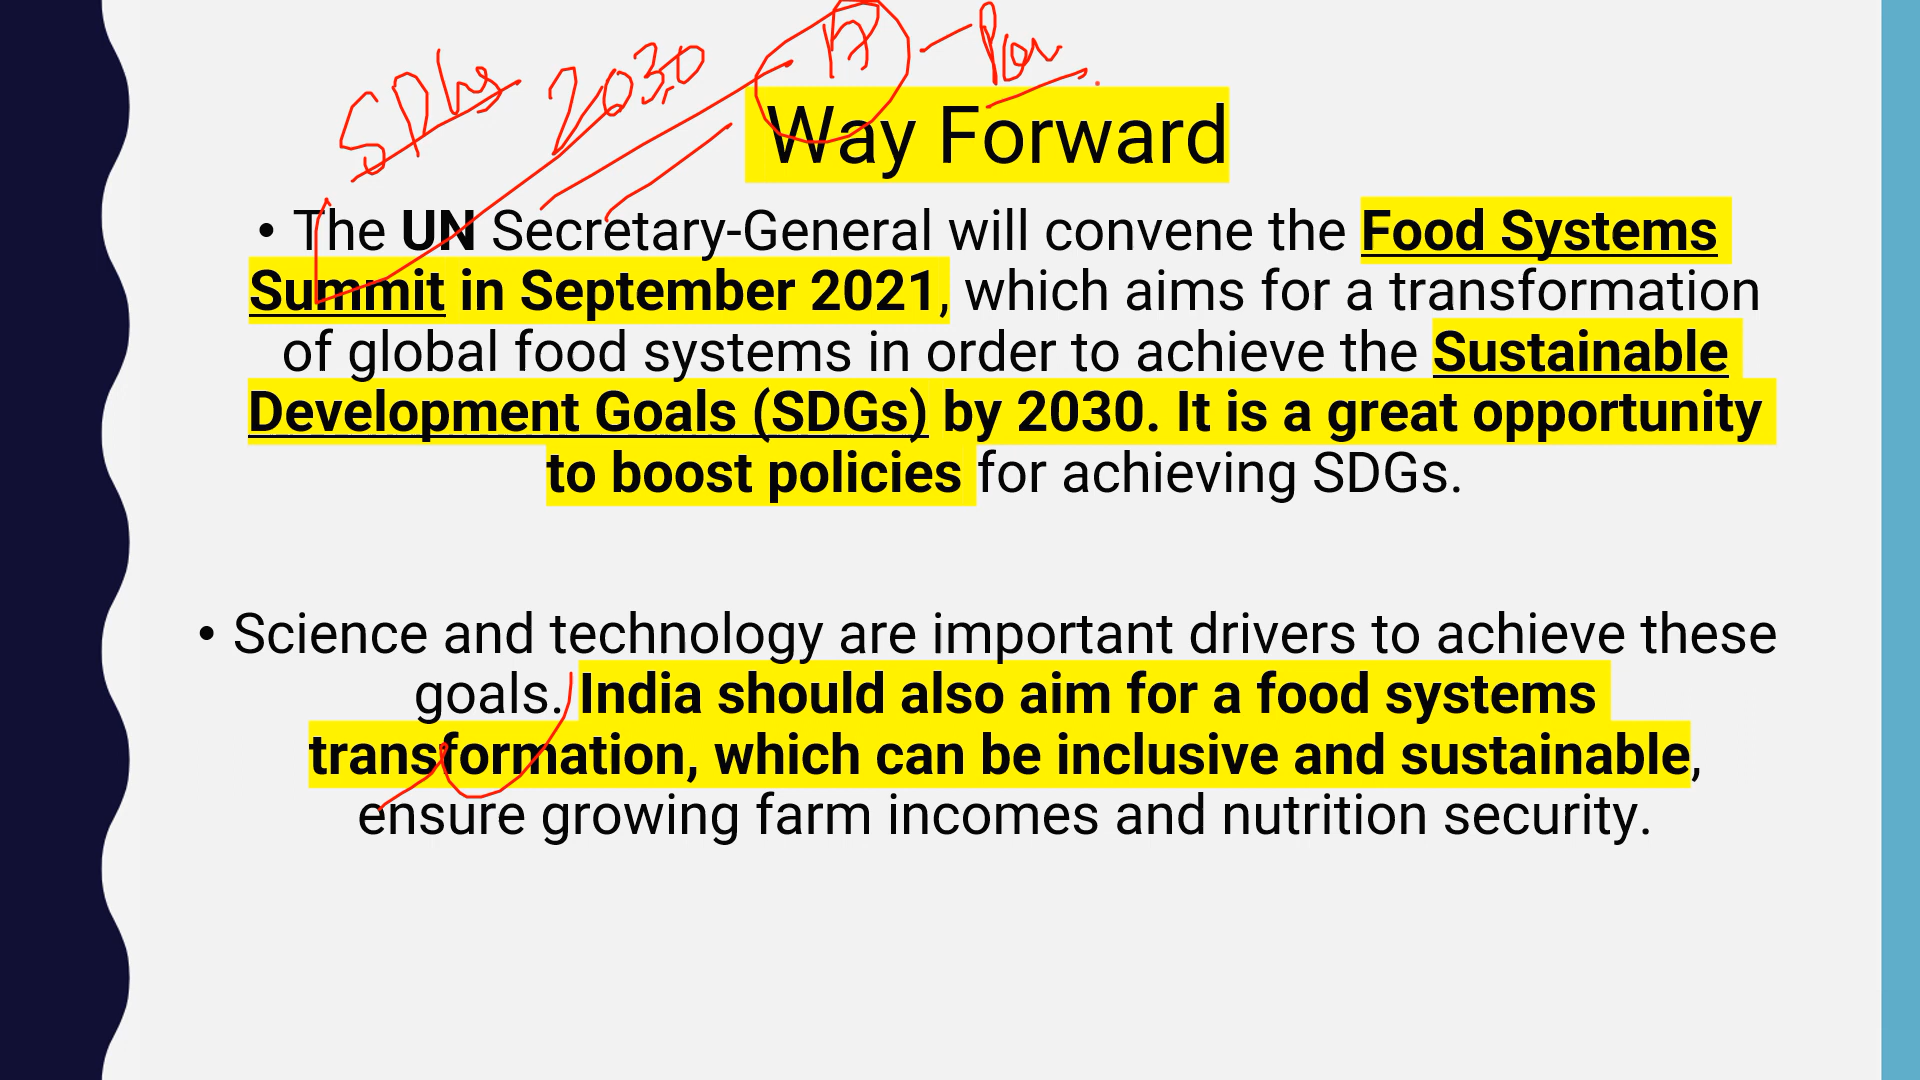 SDGs 2030
Way Forward
• The UN Secretary-General will convene the Food Systems
Summit in September 2021, which aims for a transformation
of global food systems in order to achieve the Sustainable
Development Goals (SDGs) by 2030. It is a great opportunity
to boost policies for achieving SDGs.
• Science and technology are important drivers to achieve these
goals. India should also aim for a food systems
transformation, which can be inclusive and sustainable,
ensure growing farm incomes and nutrition security.